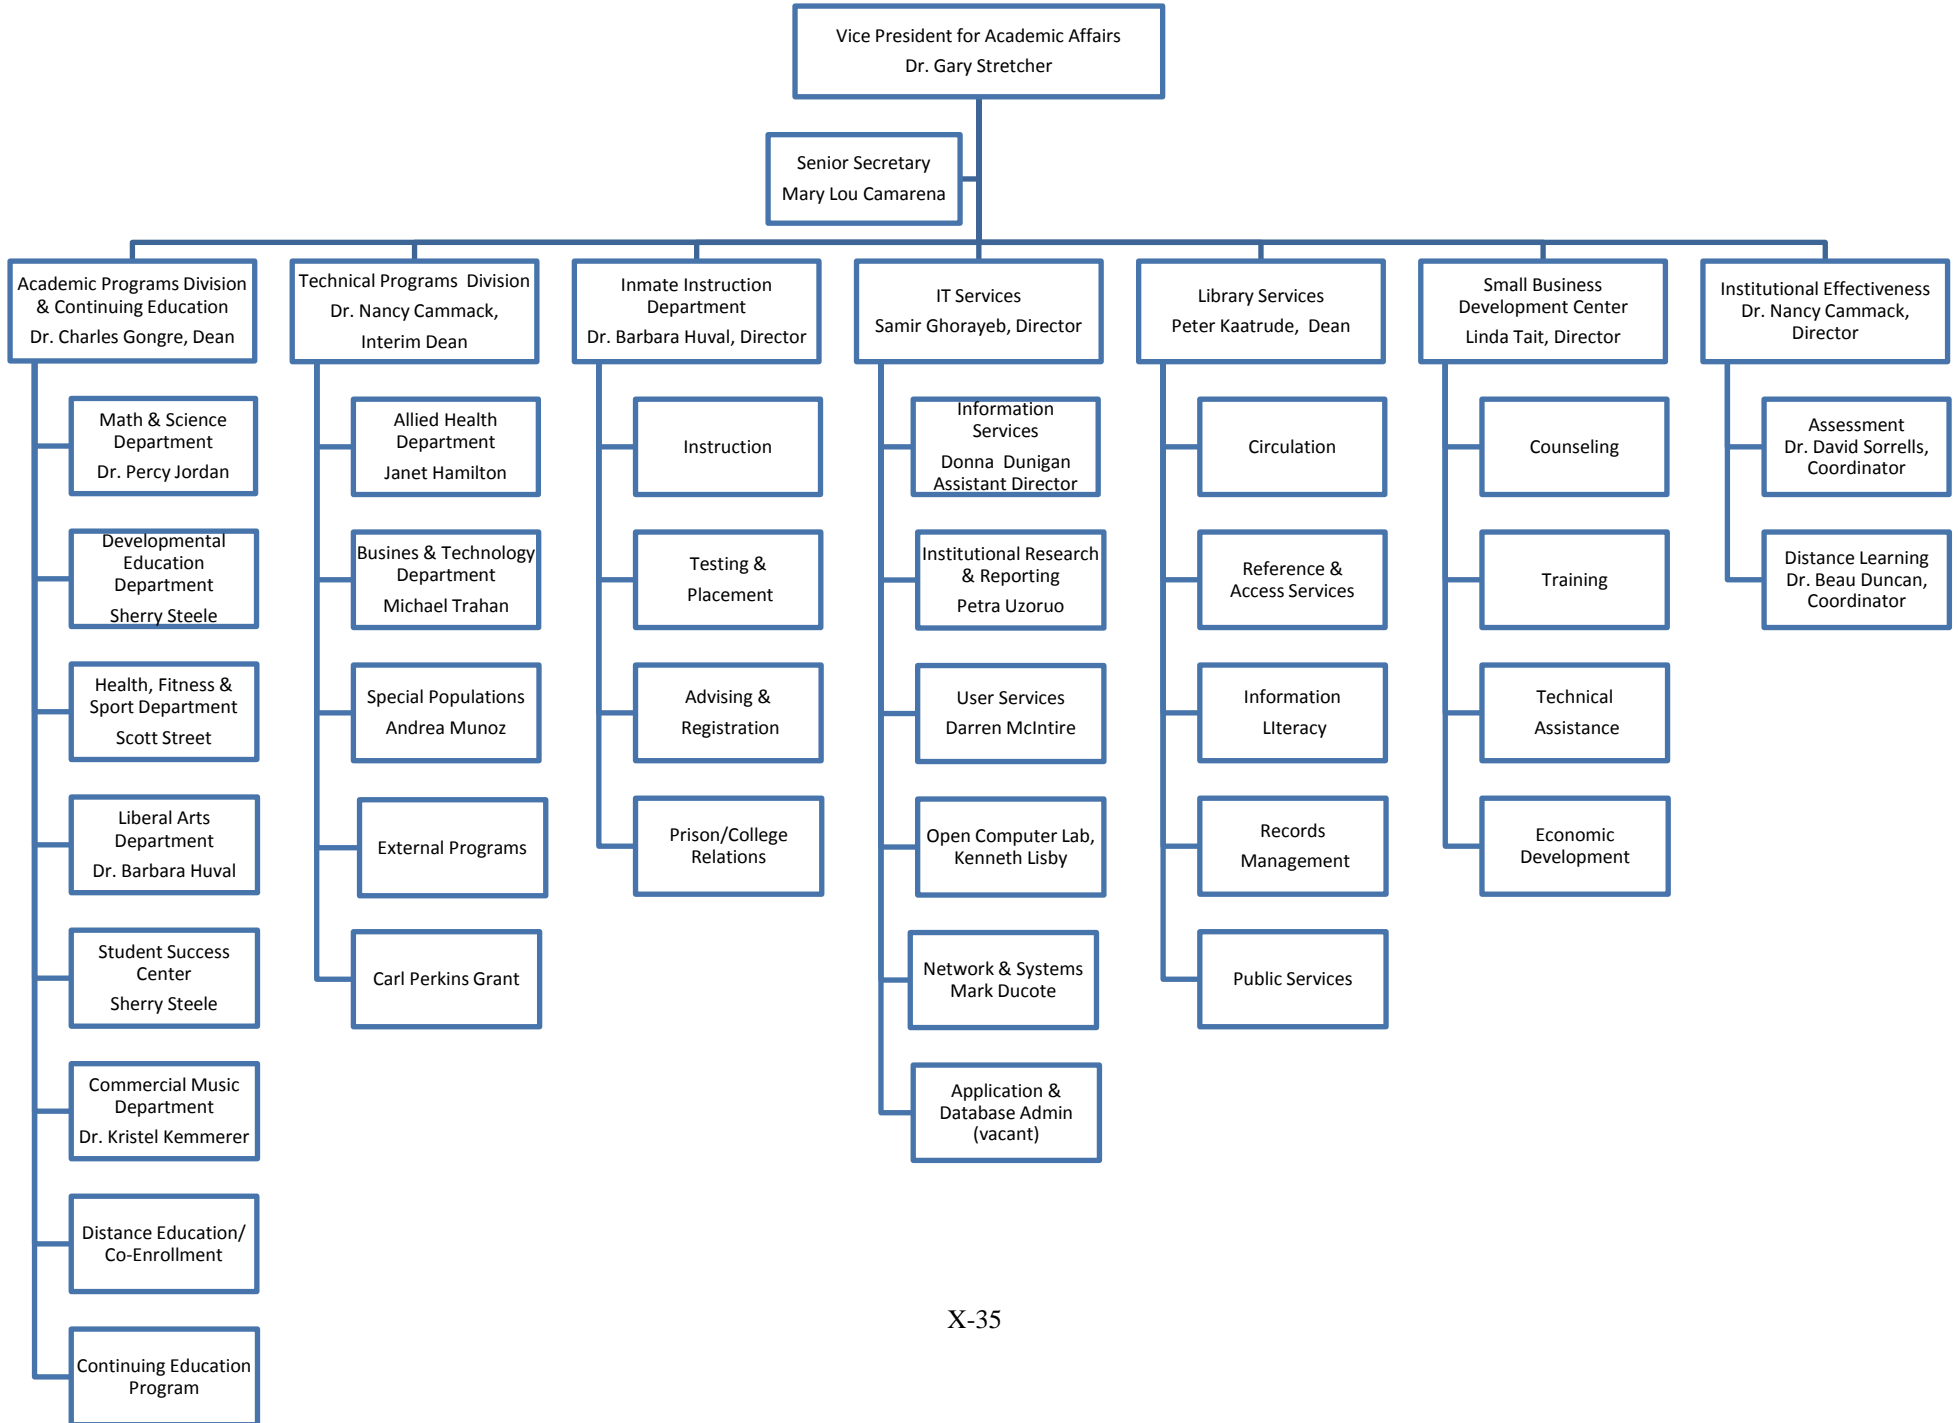 Vice President for Academic Affairs
Dr. Gary Stretcher
Senior Secretary
Mary Lou Camarena
Academic Programs Division
& Continuing Education
Dr. Charles Gongre, Dean
Math & Science
Department
Dr. Percy Jordan
Developmental
Education
Department
Sherry Steele
Health, Fitness &
Sport Department
Scott Street
Liberal Arts
Department
Dr. Barbara Huval
Student Success
Center
Sherry Steele
Commercial Music
Department
Dr. Kristel Kemmerer
Distance Education/
Co-Enrollment
Continuing Education
Program
Technical Programs Division
Dr. Nancy Cammack,
Interim Dean
Allied Health
Department
Janet Hamilton
Busines & Technology
Department
Michael Trahan
Special Populations
Andrea Munoz
External Programs
Carl Perkins Grant
Inmate Instruction
Department
Dr. Barbara Huval, Director
Instruction
Testing &
Placement
Advising &
Registration
Prison/College
Relations
IT Services
Samir Ghorayeb, Director
Information
Services
Donna Dunigan
Assistant Director
Institutional Research
& Reporting
Petra Uzoruo
User Services
Darren McIntire
Open Computer Lab,
Kenneth Lisby
Network & Systems
Mark Ducote
Application &
Database Admin
(vacant)
Library Services
Peter Kaatrude, Dean
Circulation
Reference &
Access Services
Information
LIteracy
Records
Management
Public Services
Small Business
Development Center
Linda Tait, Director
Counseling
Training
Technical
Assistance
Economic
Development
Institutional Effectiveness
Dr. Nancy Cammack,
Director
Assessment
Dr. David Sorrells,
Coordinator
Distance Learning
Dr. Beau Duncan,
Coordinator
X-35